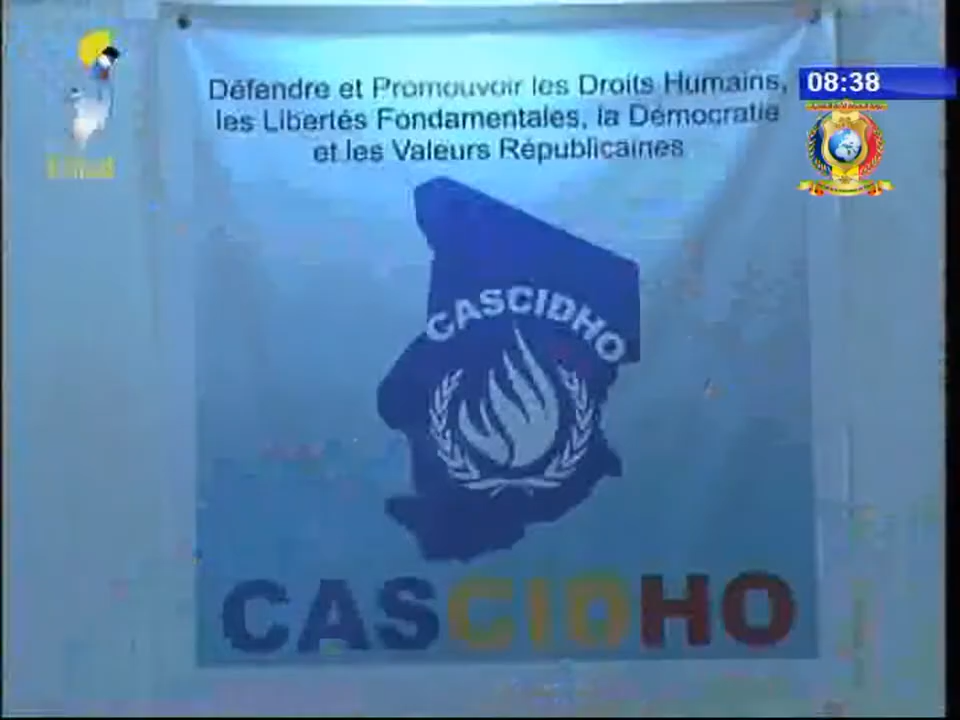 08:38
Défendre et Promouvoir les Droits Humains,
les Libertés Fondamentales, la Démocratie
et les Valeurs Républicaines
CASCIDHO
CASCIDHO